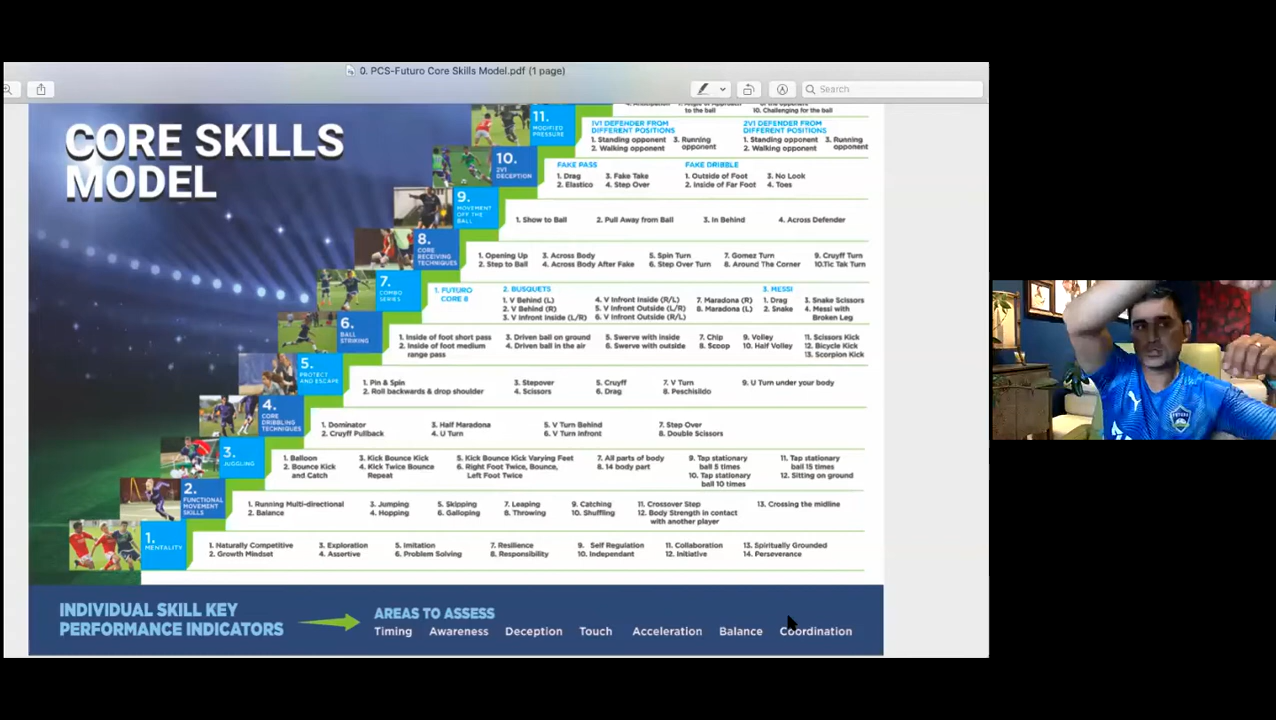 0. PCS-Futuro Core Skills Model.pdf (1 page)
Search
CORE SKILLS
MODEL
to the ball
10. Challenging for the ball
11.
MODIFIED
PRESSURE
1V1 DEFENDER FROM
DIFFERENT POSITIONS
1. Standing opponent 3. Running
2. Walking opponent opponent
2V1 DEFENDER FROM
DIFFERENT POSITIONS
1. Standing opponent 3. Running
2. Walking opponent opponent
10.
2V1
DECEPTION
FAKE PASS
1. Drag 3. Fake Take
2. Elastico 4. Step Over
FAKE DRIBBLE
1. Outside of Foot 3. No Look
2. Inside of Far Foot 4. Toes
9.
MOVEMENT
OFF THE
BALL
1. Show to Ball 2. Pull Away from Ball 3. In Behind 4. Across Defender
8.
CORE
RECEIVING
TECHNIQUES
1. Opening Up 3. Across Body 5. Spin Turn 7. Gomez Turn 9. Cruyff Turn
2. Step to Ball 4. Across Body After Fake 6. Step Over Turn 8. Around The Corner 10.Tic Tak Turn
7.
COMBO
SERIES
1. FUTURO
CORE 8
2. BUSQUETS
1. V Behind (L) 4. V Infront Inside (R/L) 7. Maradona (R)
2. V Behind (R) 5. V Infront Outside (L/R) 8. Maradona (L)
3. V Infront Inside (L/R) 6. V Infront Outside (R/L)
3. MESSI
1. Drag 3. Snake Scissors
2. Snake 4. Messi with
Broken Leg
6.
BALL
STRIKING
1. Inside of foot short pass 3. Driven ball on ground 5. Swerve with inside 7. Chip 9. Volley 11. Scissors Kick
2. Inside of foot medium 4. Driven ball in the air 6. Swerve with outside 8. Scoop 10. Half Volley 12. Bicycle Kick
range pass 13. Scorpion Kick
5.
PROTECT
AND ESCAPE
1. Pin & Spin 3. Stepover 5. Cruyff 7. V Turn 9. U Turn under your body
2. Roll backwards & drop shoulder 4. Scissors 6. Drag 8. Peschisildo
4.
CORE
DRIBBLING
TECHNIQUES
1. Dominator 3. Half Maradona 5. V Turn Behind 7. Step Over
2. Cruyff Pullback 4. U Turn 6. V Turn Infront 8. Double Scissors
3.
JUGGLING
1. Balloon 3. Kick Bounce Kick 5. Kick Bounce Kick Varying Feet 7. All parts of body 9. Tap stationary 11. Tap stationary
2. Bounce Kick 4. Kick Twice Bounce 6. Right Foot Twice, Bounce, 8. 14 body part ball 5 times ball 15 times
and Catch Repeat Left Foot Twice 10. Tap stationary 12. Sitting on ground
ball 10 times
2.
FUNCTIONAL
MOVEMENT
SKILLS
1. Running Multi-directional 3. Jumping 5. Skipping 7. Leaping 9. Catching 11. Crossover Step 13. Crossing the midline
2. Balance 4. Hopping 6. Galloping 8. Throwing 10. Shuffling 12. Body Strength in contact
with another player
1.
MENTALITY
1. Naturally Competitive 3. Exploration 5. Imitation 7. Resilience 9. Self Regulation 11. Collaboration 13. Spiritually Grounded
2. Growth Mindset 4. Assertive 6. Problem Solving 8. Responsibility 10. Independant 12. Initiative 14. Perseverance
INDIVIDUAL SKILL KEY
PERFORMANCE INDICATORS
AREAS TO ASSESS
Timing Awareness Deception Touch Acceleration Balance Coordination